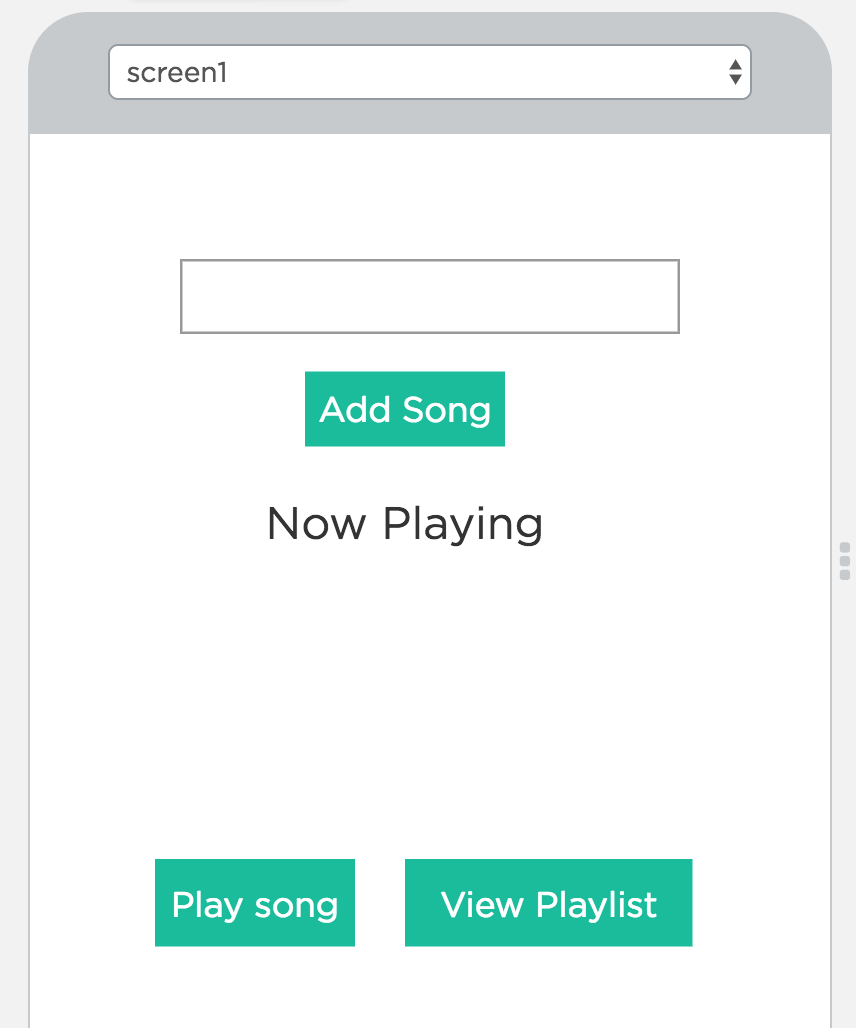 screen1
Add Song
Now Playing
Play song
View Playlist